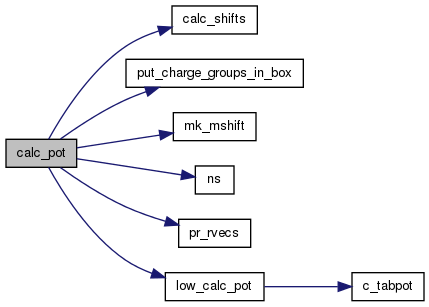 calc_shifts
put_charge_groups_in_box
mk_mshift
calc_pot
ns
pr_rvecs
low_calc_pot
c_tabpot